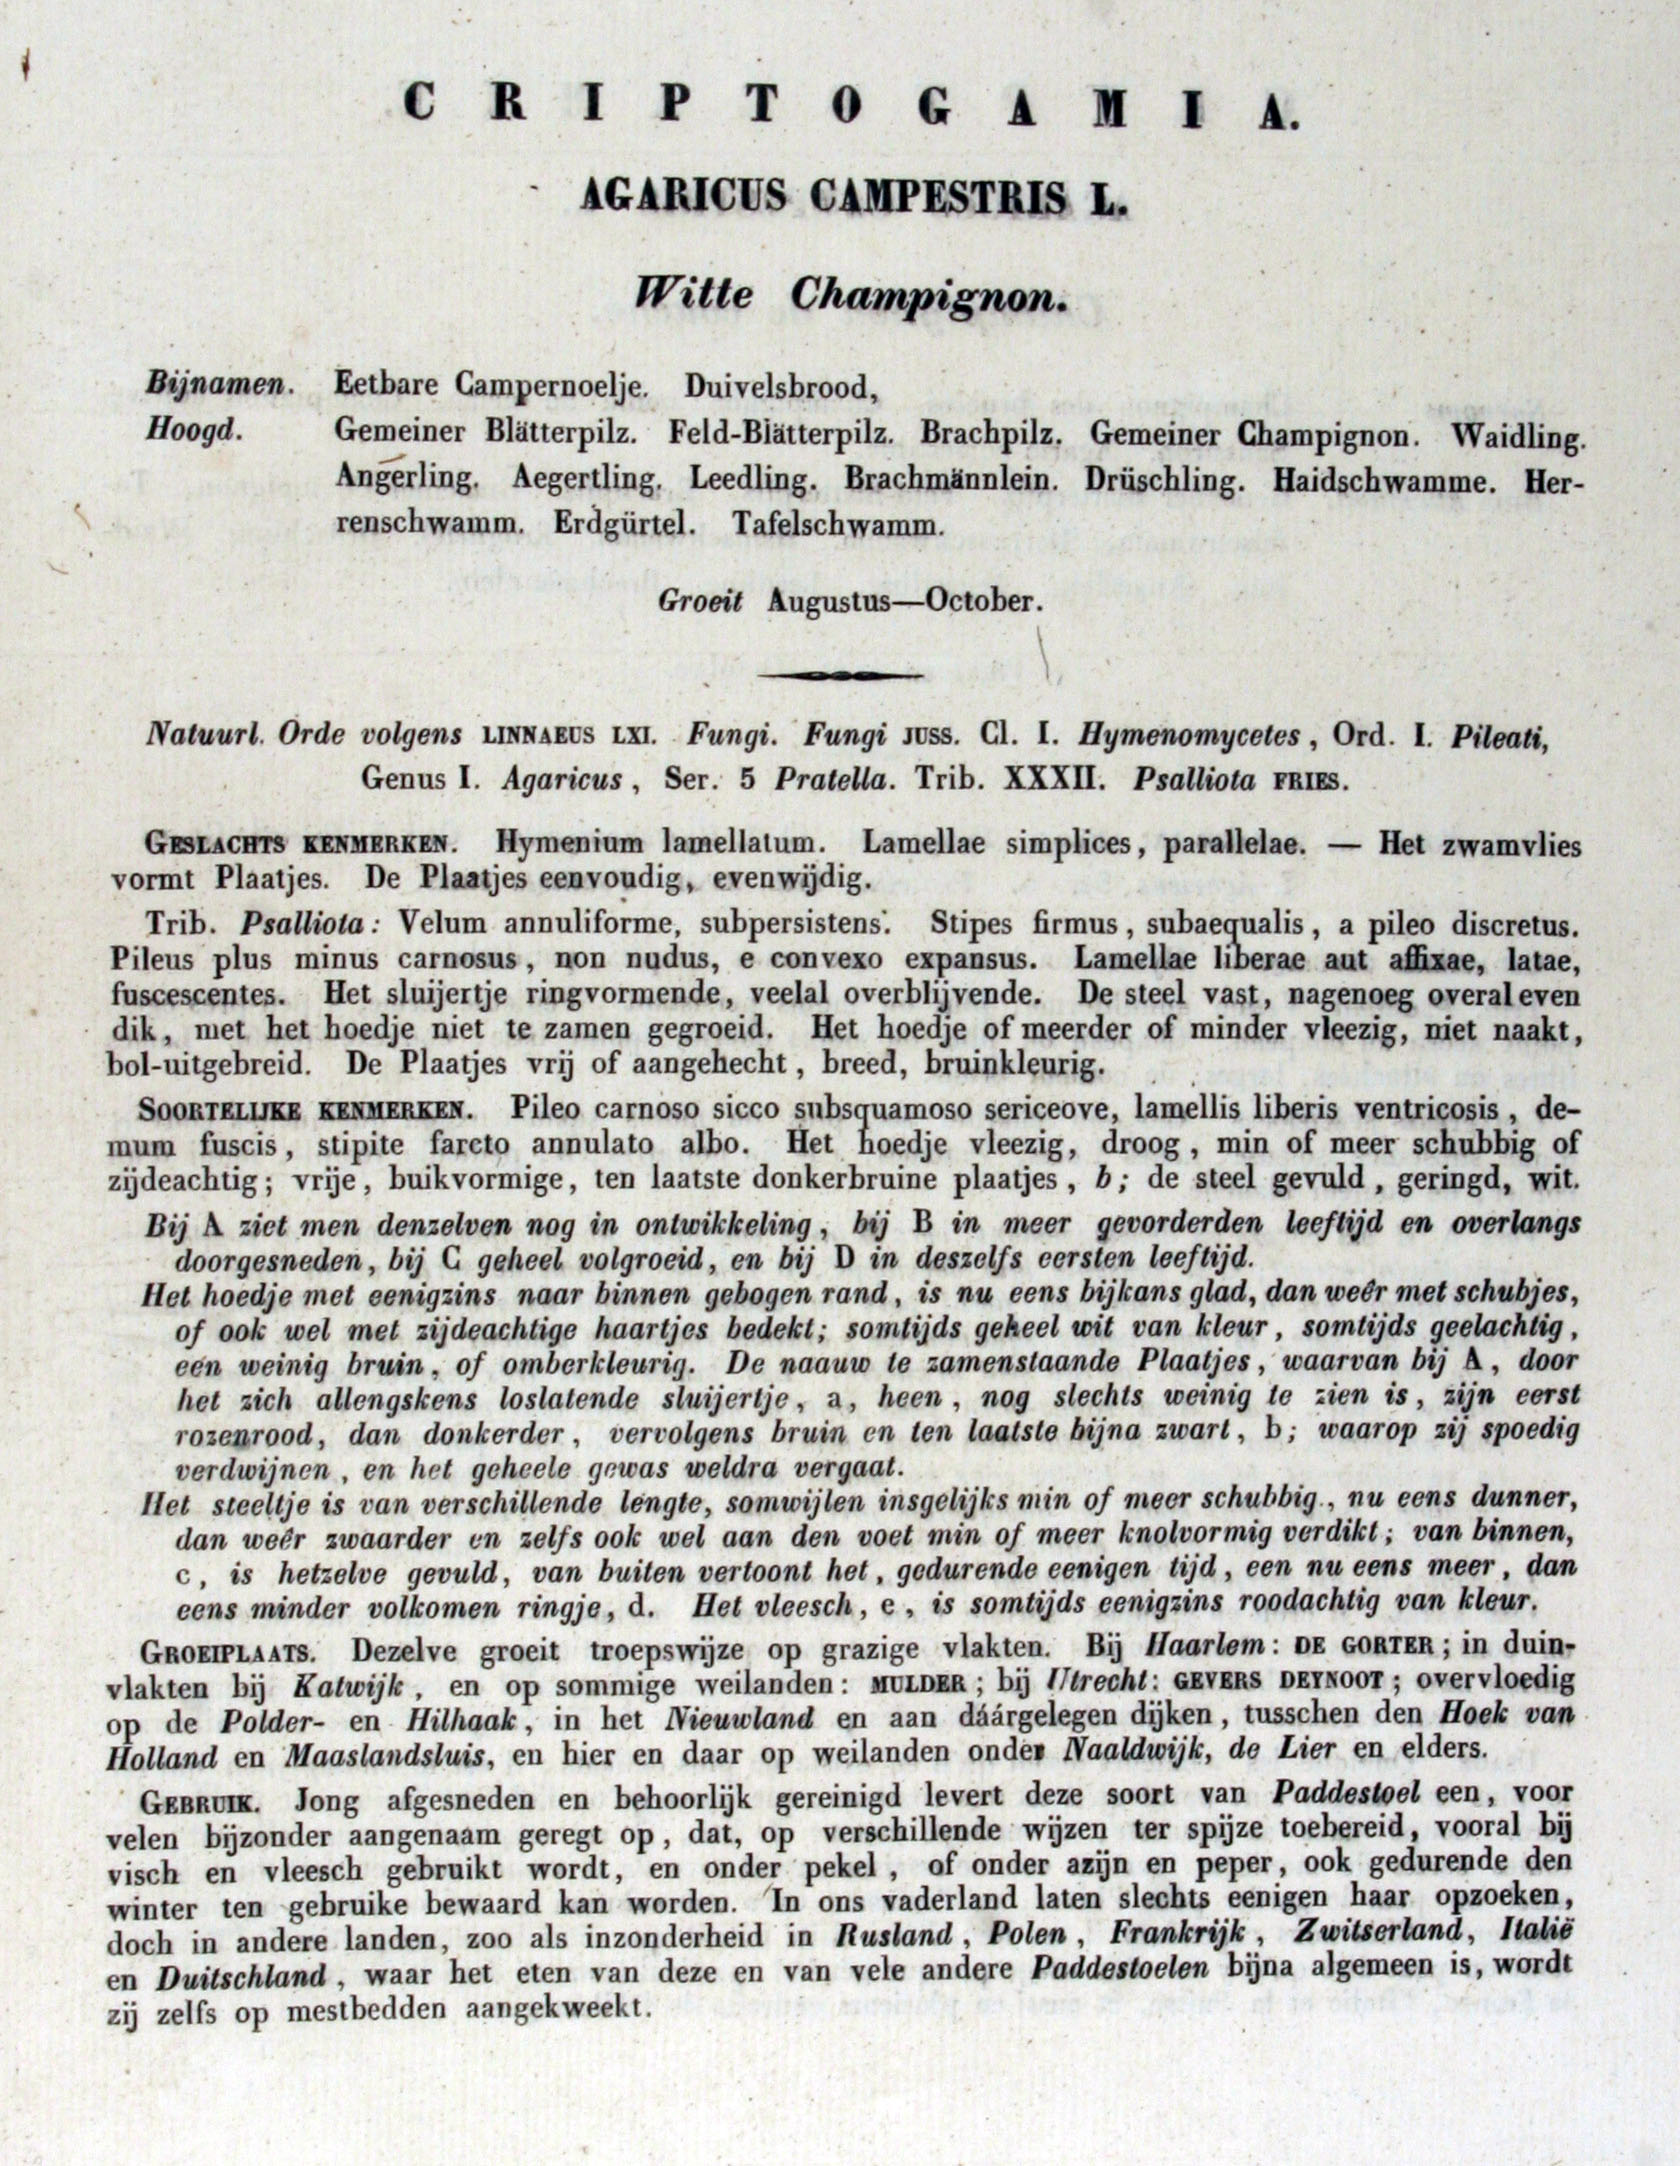 CRIPTOGAMIA.
AGARICUS CAMPESTRIS L.
Witte Champignon.
Bijnamen. Eetbare Campernoelje. Duivelsbrood,
Hoogd. Gemeiner Blätterpilz. Feld-Blätterpilz. Brachpilz. Gemeiner Champignon. Waidling.
Angerling. Aegertling. Leedling. Brachmännlein. Drüschling. Haidschwamme. Her-
renschwamm. Erdgürtel. Tafelschwamm.
Groeit Augustus—October.
Natuurl. Orde volgens LINNAEUS LXI. Fungi. Fungi JUSS. Cl. I. Hymenomycetes, Ord. I. Pileati,
Genus I. Agaricus, Ser. 5 Pratella. Trib. XXXII. Psalliota FRIES.
GESLACHTS KENMERKEN. Hymenium lamellatum. Lamellae simplices, parallelae. — Het zwamvlies
vormt Plaatjes. De Plaatjes eenvoudig, evenwijdig.
Trib. Psalliota: Velum annuliforme, subpersistens. Stipes firmus, subaequalis, a pileo discretus.
Pileus plus minus carnosus, non nudus, e convexo expansus. Lamellae liberae aut affixae, latae,
fuscescentes. Het sluijertje ringvormende, veelal overblijvende. De steel vast, nagenoeg overal even
dik, met het hoedje niet te zamen gegroeid. Het hoedje of meerder of minder vleezig, niet naakt,
bol-uitgebreid. De Plaatjes vrij of aangehecht, breed, bruinkleurig.
SOORTELIJKE KENMERKEN. Pileo carnoso sicco subsquamoso sericeove, lamellis liberis ventricosis, de-
mum fuscis, stipite farcto annulato albo. Het hoedje vleezig, droog, min of meer schubbig of
zijdeachtig; vrije, buikvormige, ten laatste donkerbruine plaatjes, b; de steel gevuld, geringd, wit.
Bij A ziet men denzelven nog in ontwikkeling, bij B in meer gevorderden leeftijd en overlangs
doorgesneden, bij C geheel volgroeid, en bij D in deszelfs eersten leeftijd.
Het hoedje met eenigzins naar binnen gebogen rand, is nu eens bijkans glad, dan weêr met schubjes,
of ook wel met zijdeachtige haartjes bedekt; somtijds geheel wit van kleur, somtijds geelachtig,
een weinig bruin, of omberkleurig. De naauw te zamenstaande Plaatjes, waarvan bij A, door
het zich allengskens loslatende sluijertje, a, heen, nog slechts weinig te zien is, zijn eerst
rozenrood, dan donkerder, vervolgens bruin en ten laatste bijna zwart, b; waarop zij spoedig
verdwijnen, en het geheele gewas weldra vergaat.
Het steeltje is van verschillende lengte, somwijlen insgelijks min of meer schubbig, nu eens dunner,
dan weêr zwaarder en zelfs ook wel aan den voet min of meer knolvormig verdikt; van binnen,
c, is hetzelve gevuld, van buiten vertoont het, gedurende eenigen tijd, een nu eens meer, dan
eens minder volkomen ringje, d. Het vleesch, e, is somtijds eenigzins roodachtig van kleur.
GROEIPLAATS. Dezelve groeit troepswijze op grazige vlakten. Bij Haarlem: DE GORTER; in duin-
vlakten bij Katwijk, en op sommige weilanden: MULDER; bij Utrecht: GEVERS DEYNOOT; overvloedig
op de Polder- en Hilhaak, in het Nieuwland en aan dáárgelegen dijken, tusschen den Hoek van
Holland en Maaslandsluis, en hier en daar op weilanden onder Naaldwijk, de Lier en elders.
GEBRUIK. Jong afgesneden en behoorlijk gereinigd levert deze soort van Paddestoel een, voor
velen bijzonder aangenaam geregt op, dat, op verschillende wijzen ter spijze toebereid, vooral bij
visch en vleesch gebruikt wordt, en onder pekel, of onder azijn en peper, ook gedurende den
winter ten gebruike bewaard kan worden. In ons vaderland laten slechts eenigen haar opzoeken,
doch in andere landen, zoo als inzonderheid in Rusland, Polen, Frankrijk, Zwitserland, Italië
en Duitschland, waar het eten van deze en van vele andere Paddestoelen bijna algemeen is, wordt
zij zelfs op mestbedden aangekweekt.